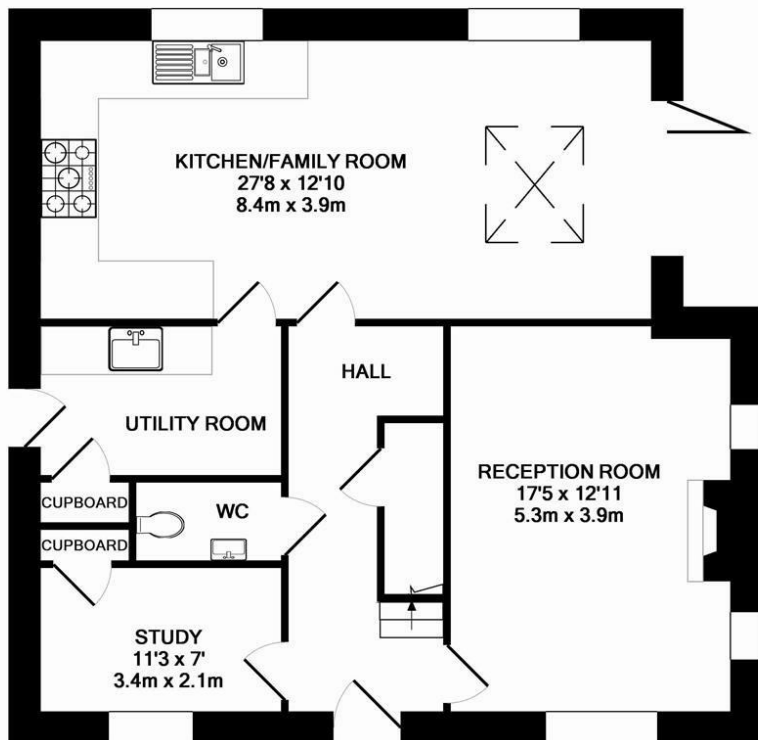 KITCHEN/FAMILY ROOM
27'8 x 12'10
8.4m x 3.9m
HALL
UTILITY ROOM
RECEPTION ROOM
17'5 x 12'11
5.3m x 3.9m
CUPBOARD
WC
CUPBOARD
STUDY
11'3 x 7'
3.4m x 2.1m